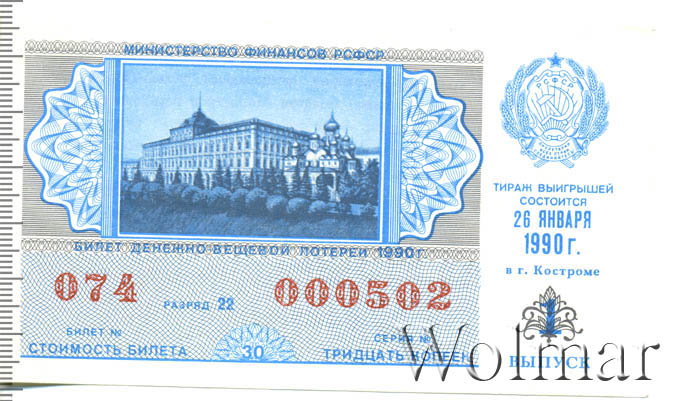 МИНИСТЕРСТВО ФИНАНСОВ РСФСР
РСФСР
ТИРАЖ ВЫИГРЫШЕЙ
СОСТОИТСЯ
26 ЯНВАРЯ
1990 г.
в г. Костроме
БИЛЕТ ДЕНЕЖНО-ВЕЩЕВОЙ ЛОТЕРЕИ 1990 г.
074 РАЗРЯД 22 000502
БИЛЕТ № СЕРИЯ №
СТОИМОСТЬ БИЛЕТА 30 ТРИДЦАТЬ КОПЕЕК
1
ВЫПУСК
Wolmar